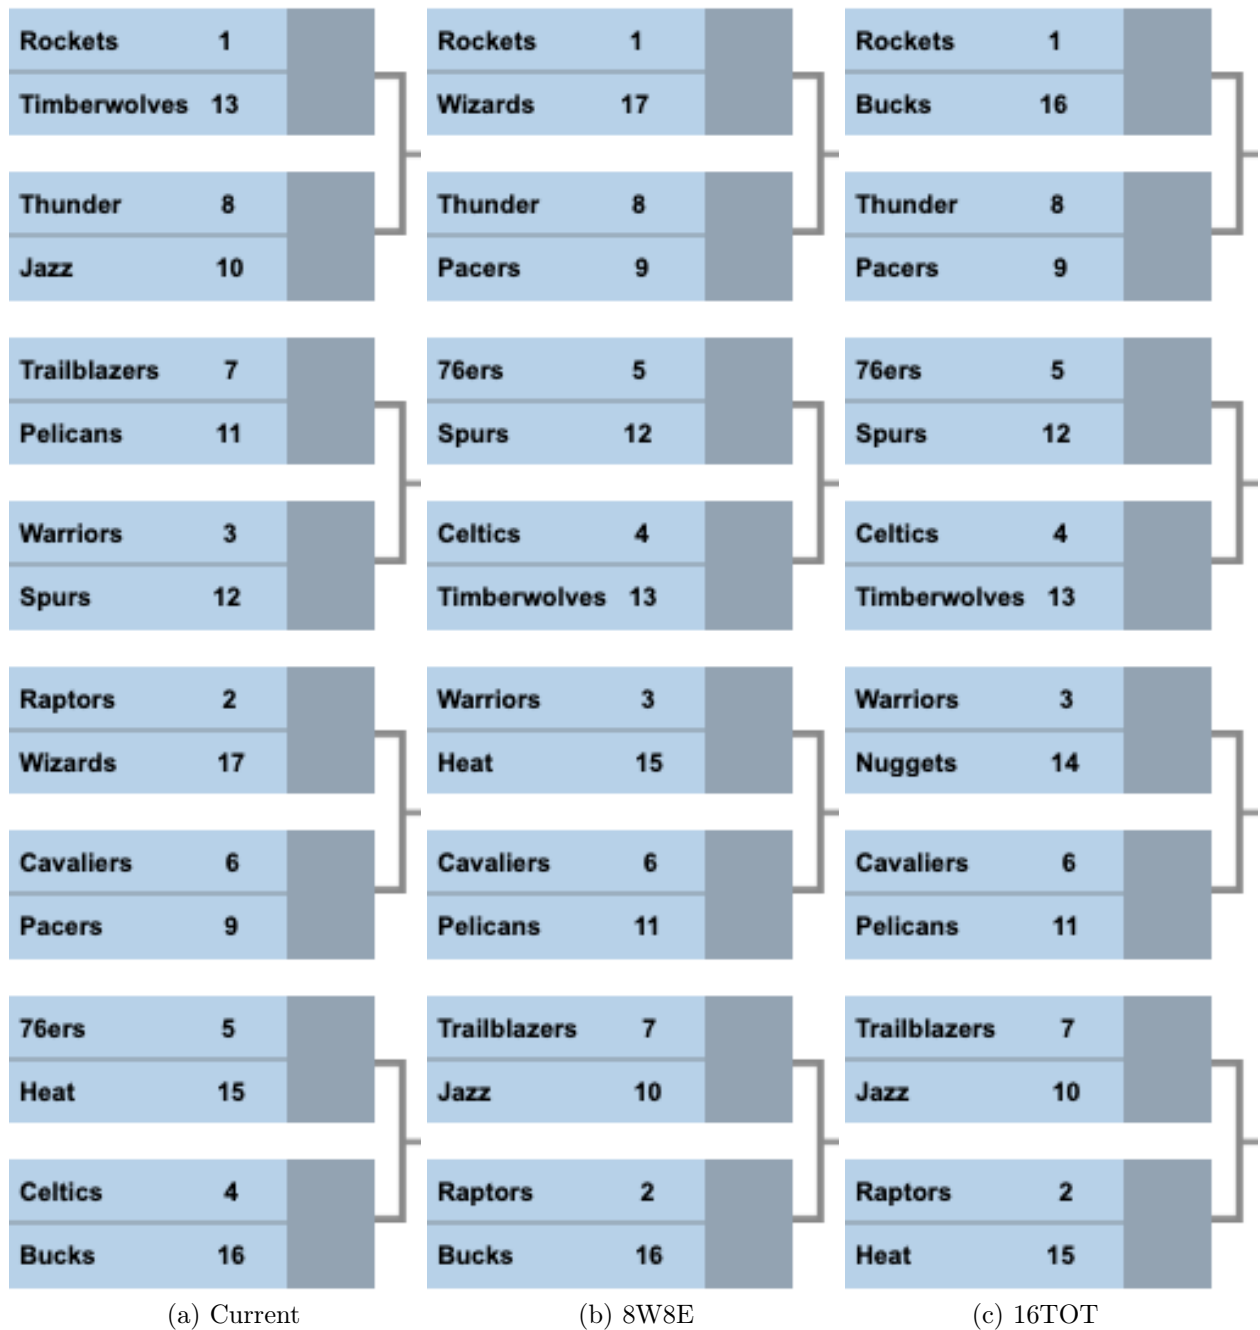 Rockets 1
Timberwolves 13
Thunder 8
Jazz 10
Trailblazers 7
Pelicans 11
Warriors 3
Spurs 12
Raptors 2
Wizards 17
Cavaliers 6
Pacers 9
76ers 5
Heat 15
Celtics 4
Bucks 16
(a) Current
Rockets 1
Wizards 17
Thunder 8
Pacers 9
76ers 5
Spurs 12
Celtics 4
Timberwolves 13
Warriors 3
Heat 15
Cavaliers 6
Pelicans 11
Trailblazers 7
Jazz 10
Raptors 2
Bucks 16
(b) 8W8E
Rockets 1
Bucks 16
Thunder 8
Pacers 9
76ers 5
Spurs 12
Celtics 4
Timberwolves 13
Warriors 3
Nuggets 14
Cavaliers 6
Pelicans 11
Trailblazers 7
Jazz 10
Raptors 2
Heat 15
(c) 16TOT